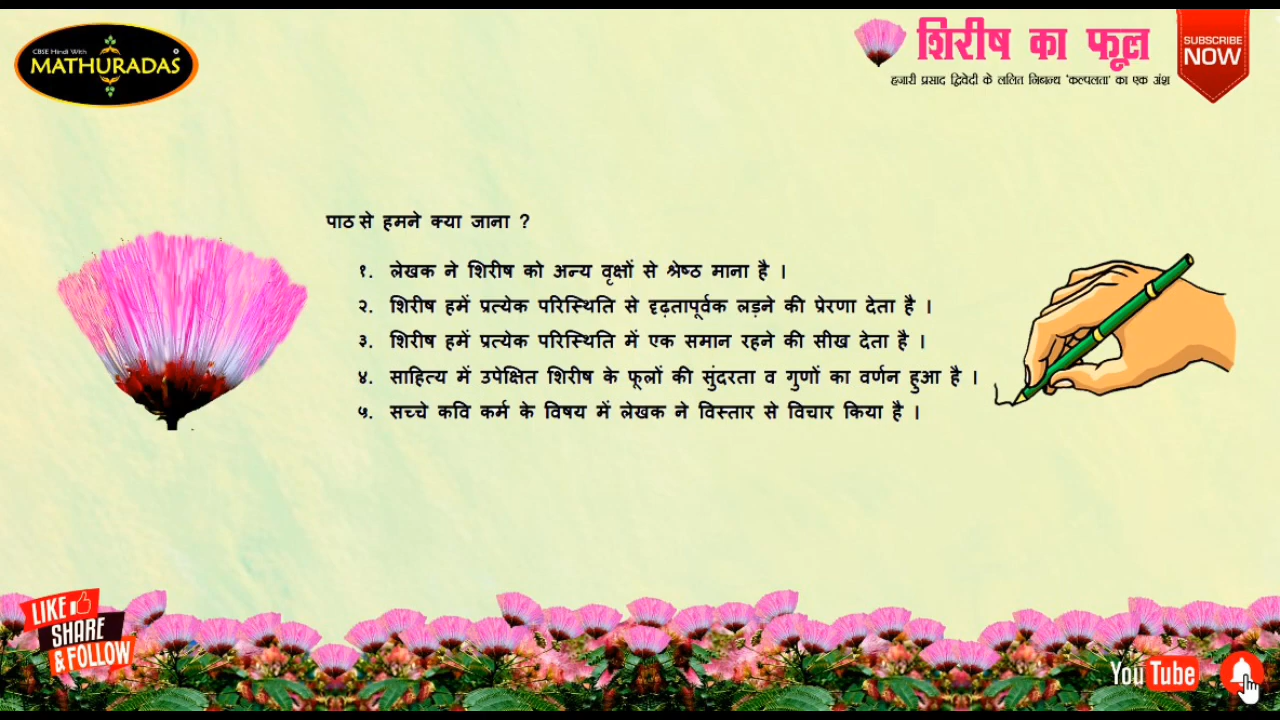 CBSE Hindi With
MATHURADAS
शिरीष का फूल
हजारी प्रसाद द्विवेदी के ललित निबन्ध 'कल्पलता' का एक अंश
SUBSCRIBE
NOW
पाठ से हमने क्या जाना ?
१. लेखक ने शिरीष को अन्य वृक्षों से श्रेष्ठ माना है ।
२. शिरीष हमें प्रत्येक परिस्थिति से दृढ़तापूर्वक लड़ने की प्रेरणा देता है ।
३. शिरीष हमें प्रत्येक परिस्थिति में एक समान रहने की सीख देता है ।
४. साहित्य में उपेक्षित शिरीष के फूलों की सुंदरता व गुणों का वर्णन हुआ है ।
५. सच्चे कवि कर्म के विषय में लेखक ने विस्तार से विचार किया है ।
LIKE
SHARE
& FOLLOW
YouTube